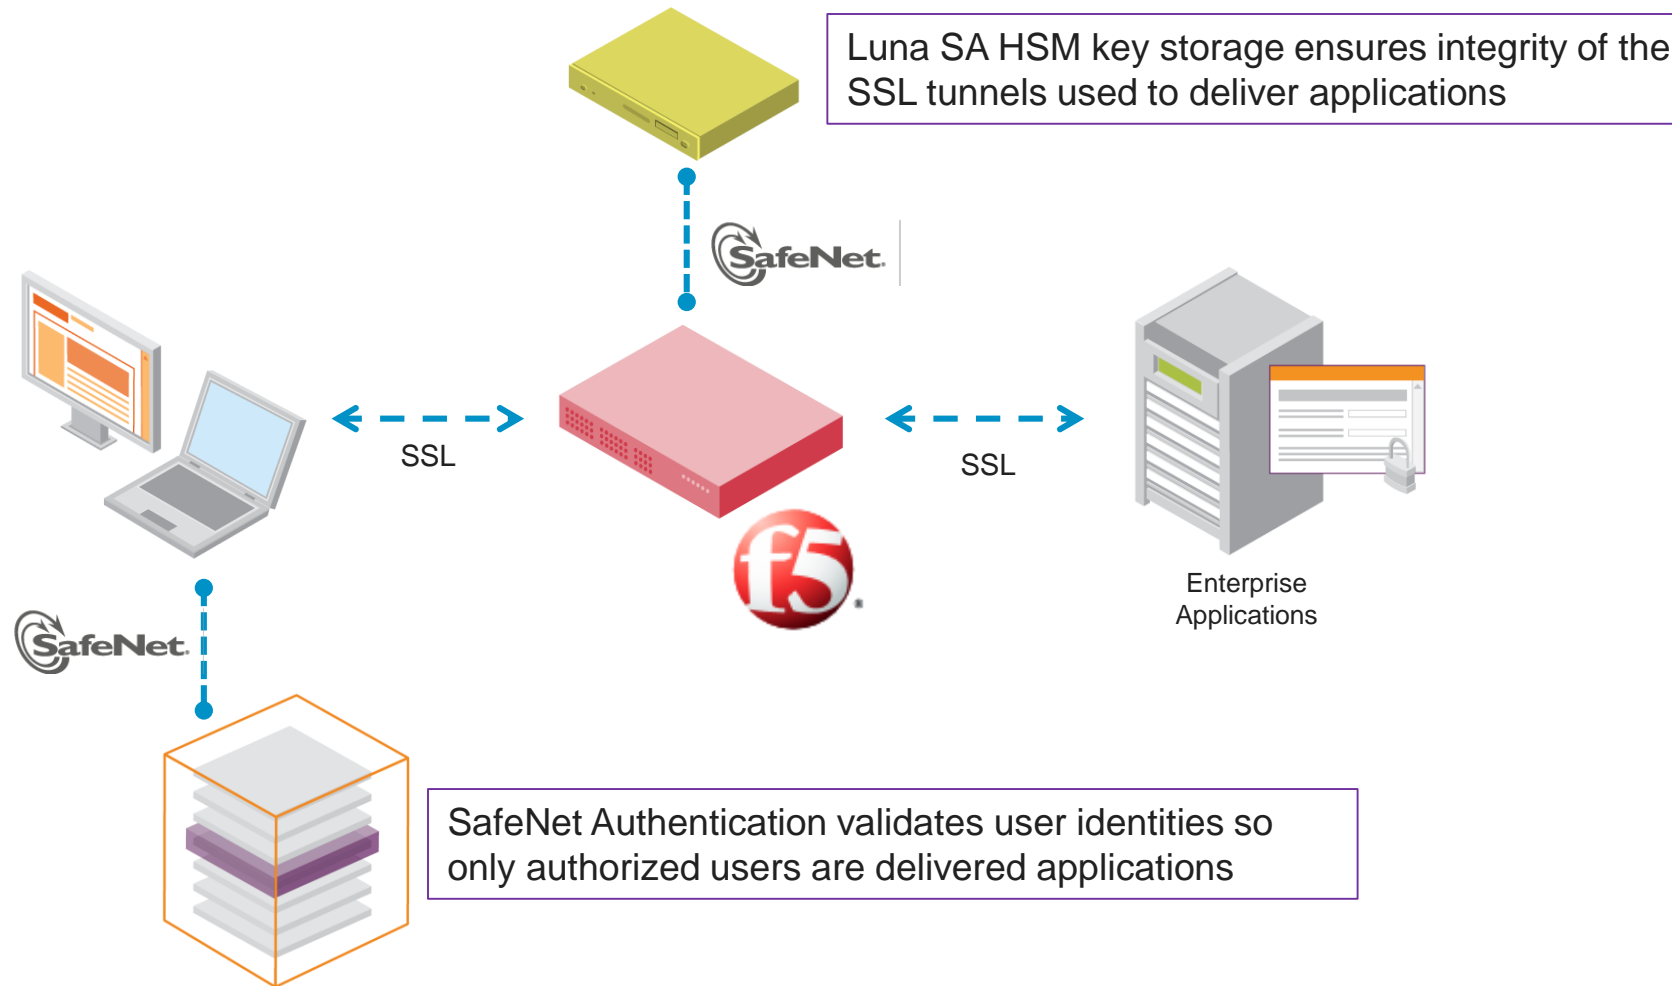 Luna SA HSM key storage ensures integrity of the
SSL tunnels used to deliver applications
SafeNet.
SSL
SSL
f5.
Enterprise
Applications
SafeNet.
SafeNet Authentication validates user identities so
only authorized users are delivered applications